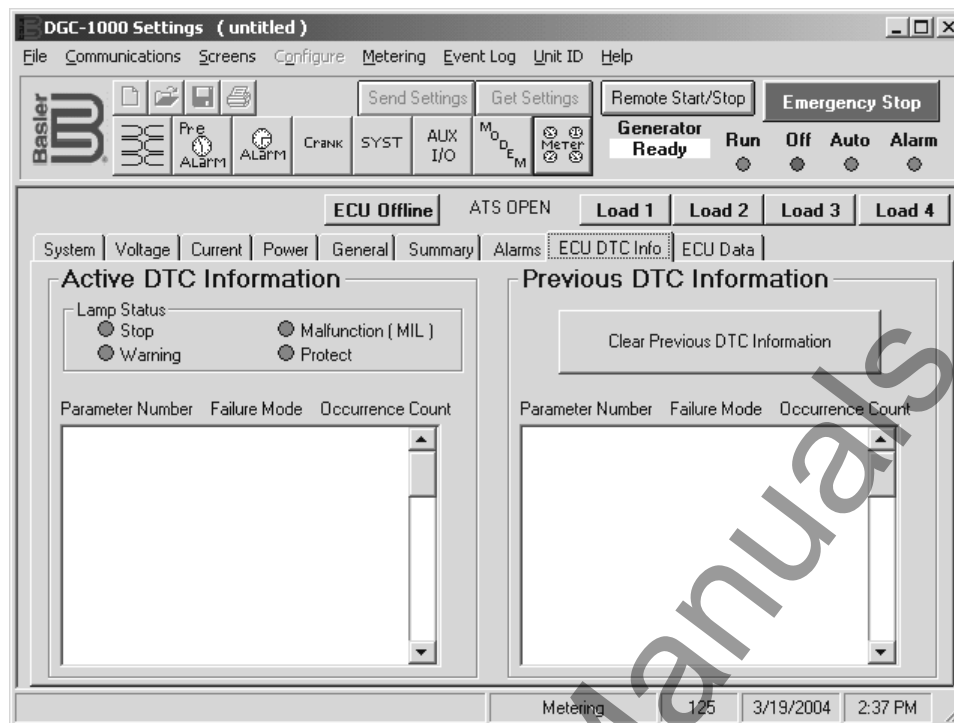 DGC-1000 Settings ( untitled )
File Communications Screens Configure Metering Event Log Unit ID Help
Basler
Send Settings Get Settings Remote Start/Stop Emergency Stop
Pre ALarm ALarm Crank SYST AUX I/O MODEM Meter
Generator Ready Run Off Auto Alarm
ECU Offline ATS OPEN Load 1 Load 2 Load 3 Load 4
System Voltage Current Power General Summary Alarms ECU DTC Info ECU Data
Active DTC Information
Lamp Status
Stop Malfunction ( MIL )
Warning Protect
Parameter Number Failure Mode Occurrence Count
Previous DTC Information
Clear Previous DTC Information
Parameter Number Failure Mode Occurrence Count
Metering 125 3/19/2004 2:37 PM
Manuals